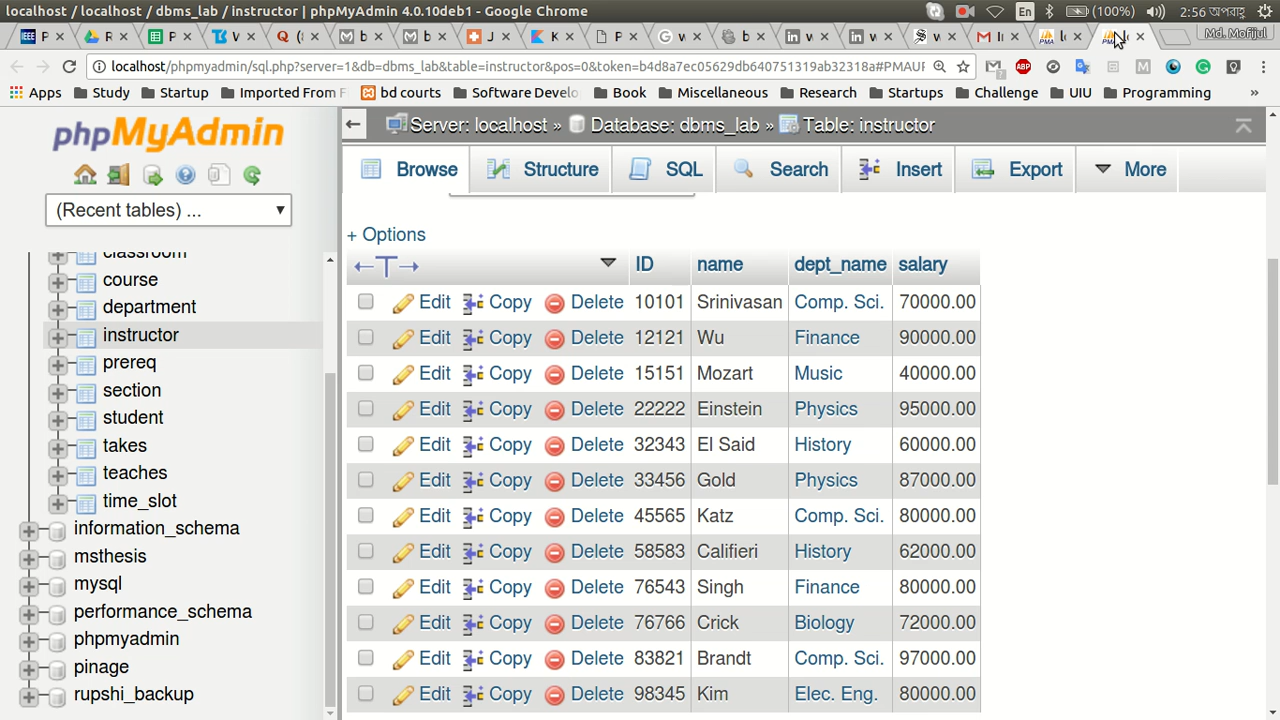 localhost / localhost / dbms_lab / instructor | phpMyAdmin 4.0.10deb1 - Google Chrome
En (100%) 2:56 অপরাহ্ণ
Md. Mofijul
localhost/phpmyadmin/sql.php?server=1&db=dbms_lab&table=instructor&pos=0&token=b4d8a7ec05629db640751319ab32318a#PMAUR
Apps Study Startup Imported From F bd courts Software Develo Book Miscellaneous Research Startups Challenge UIU Programming
phpMyAdmin
(Recent tables) ...
classroom
course
department
instructor
prereq
section
student
takes
teaches
time_slot
information_schema
msthesis
mysql
performance_schema
phpmyadmin
pinage
rupshi_backup
Server: localhost » Database: dbms_lab » Table: instructor
Browse Structure SQL Search Insert Export More
+ Options
ID name dept_name salary
Edit Copy Delete 10101 Srinivasan Comp. Sci. 70000.00
Edit Copy Delete 12121 Wu Finance 90000.00
Edit Copy Delete 15151 Mozart Music 40000.00
Edit Copy Delete 22222 Einstein Physics 95000.00
Edit Copy Delete 32343 El Said History 60000.00
Edit Copy Delete 33456 Gold Physics 87000.00
Edit Copy Delete 45565 Katz Comp. Sci. 80000.00
Edit Copy Delete 58583 Califieri History 62000.00
Edit Copy Delete 76543 Singh Finance 80000.00
Edit Copy Delete 76766 Crick Biology 72000.00
Edit Copy Delete 83821 Brandt Comp. Sci. 97000.00
Edit Copy Delete 98345 Kim Elec. Eng. 80000.00